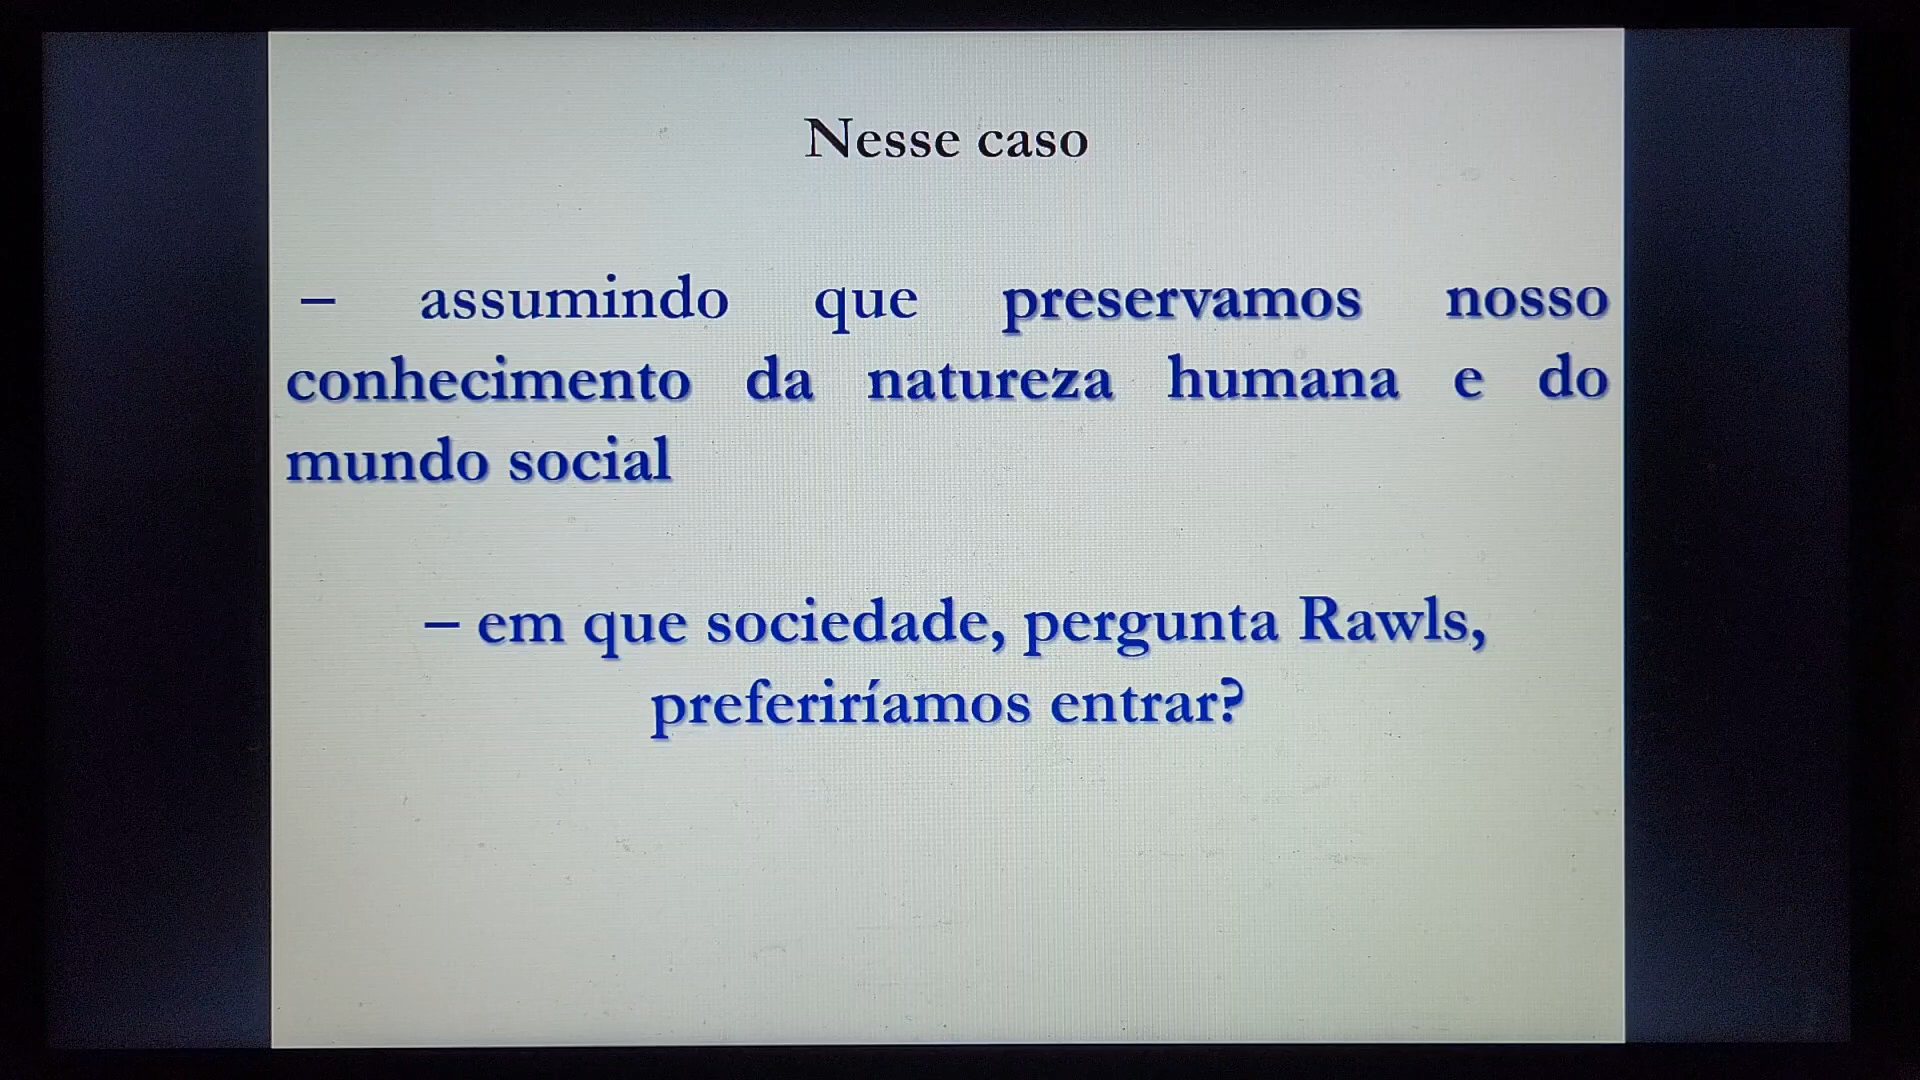 Nesse caso
– assumindo que preservamos nosso
conhecimento da natureza humana e do
mundo social
– em que sociedade, pergunta Rawls,
preferiríamos entrar?